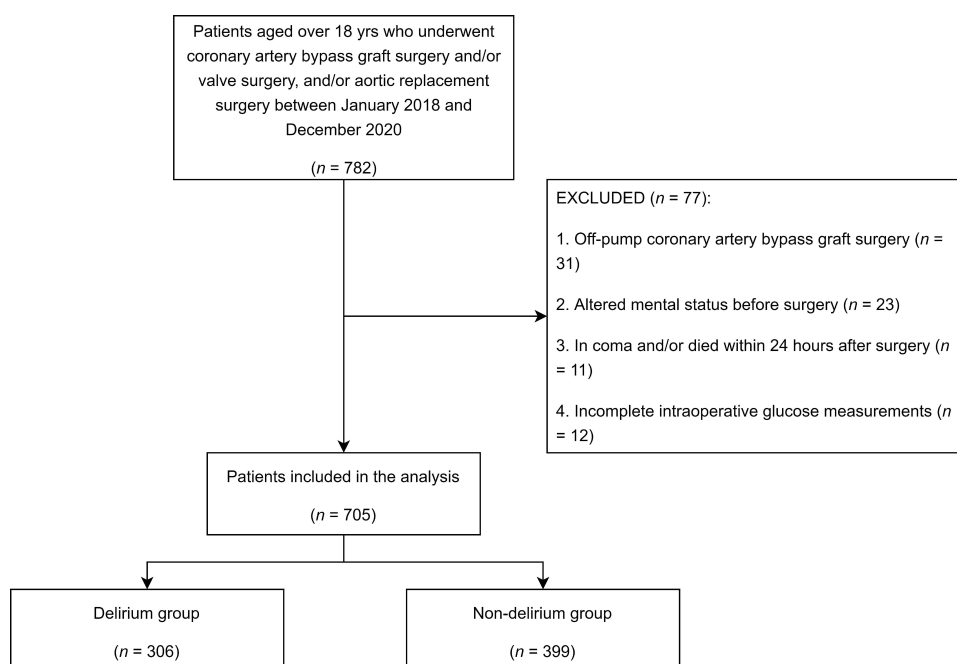 Patients aged over 18 yrs who underwent
coronary artery bypass graft surgery and/or
valve surgery, and/or aortic replacement
surgery between January 2018 and
December 2020
(n = 782)
EXCLUDED (n = 77):
1. Off-pump coronary artery bypass graft surgery (n =
31)
2. Altered mental status before surgery (n = 23)
3. In coma and/or died within 24 hours after surgery (n
= 11)
4. Incomplete intraoperative glucose measurements (n
= 12)
Patients included in the analysis
(n = 705)
Delirium group
(n = 306)
Non-delirium group
(n = 399)